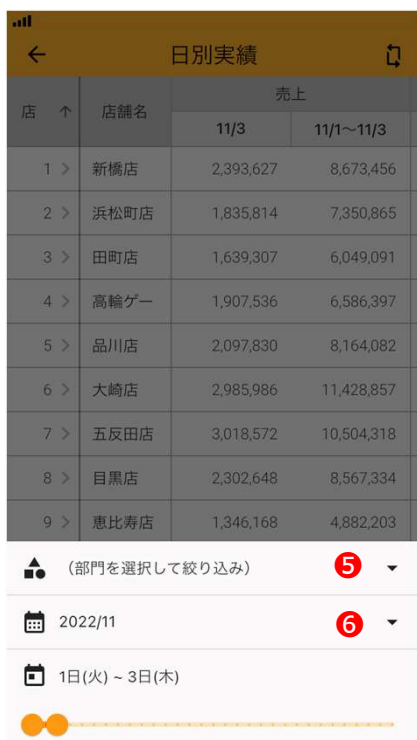 日別実績
店 ↑ 店舗名 売上
11/3 11/1～11/3
1 > 新橋店 2,393,627 8,673,456
2 > 浜松町店 1,835,814 7,350,865
3 > 田町店 1,639,307 6,049,091
4 > 高輪ゲー 1,907,536 6,586,397
5 > 品川店 2,097,830 8,164,082
6 > 大崎店 2,985,986 11,428,857
7 > 五反田店 3,018,572 10,504,318
8 > 目黒店 2,302,648 8,567,334
9 > 恵比寿店 1,346,168 4,882,203
（部門を選択して絞り込み） 5
2022/11 6
1日(火) ~ 3日(木)